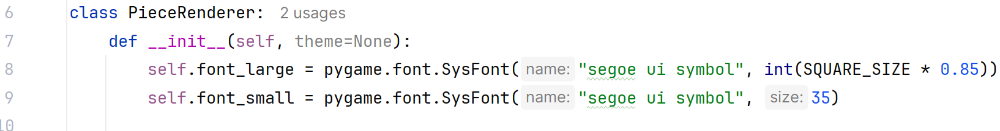 6 class PieceRenderer: 2 usages
7 def __init__(self, theme=None):
8 self.font_large = pygame.font.SysFont( name: "segoe ui symbol", int(SQUARE_SIZE * 0.85))
9 self.font_small = pygame.font.SysFont( name: "segoe ui symbol", size: 35)
10